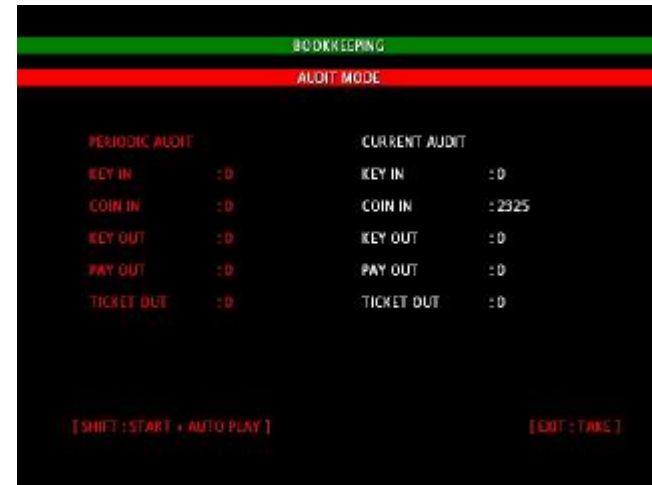 BOOKKEEPING
AUDIT MODE
PERIODIC AUDIT CURRENT AUDIT
KEY IN :0 KEY IN :0
COIN IN :0 COIN IN :2325
KEY OUT :0 KEY OUT :0
PAY OUT :0 PAY OUT :0
TICKET OUT :0 TICKET OUT :0
[ SHIFT : START + AUTO PLAY ] [ EXIT : TAKE ]